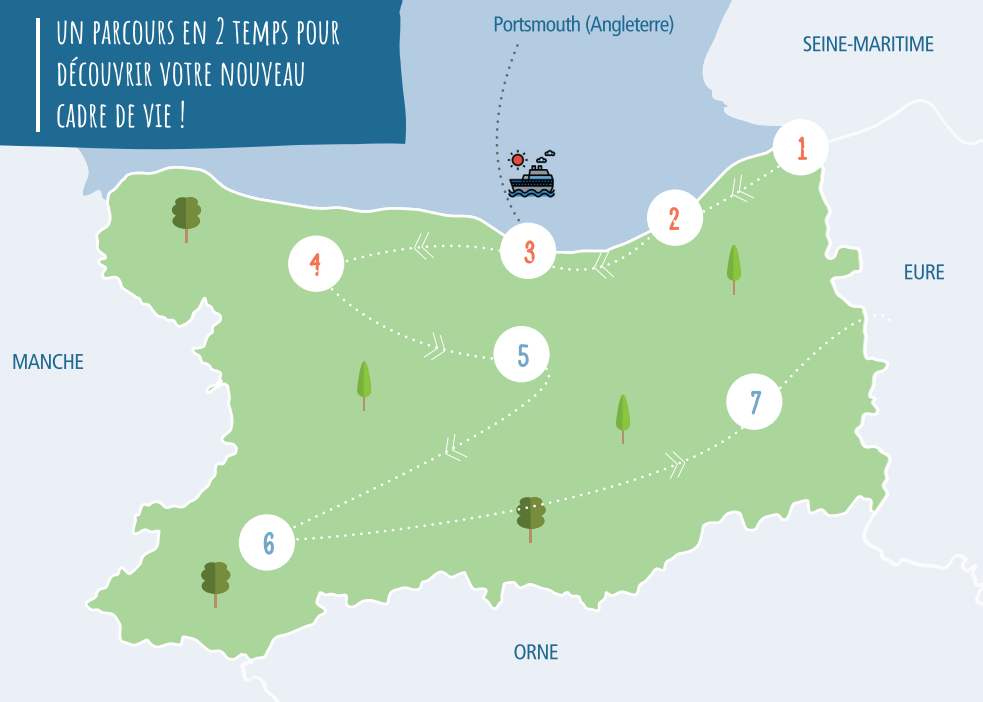 UN PARCOURS EN 2 TEMPS POUR
DÉCOUVRIR VOTRE NOUVEAU
CADRE DE VIE !
Portsmouth (Angleterre)
SEINE-MARITIME
1
2
3
4
EURE
MANCHE
5
7
6
ORNE